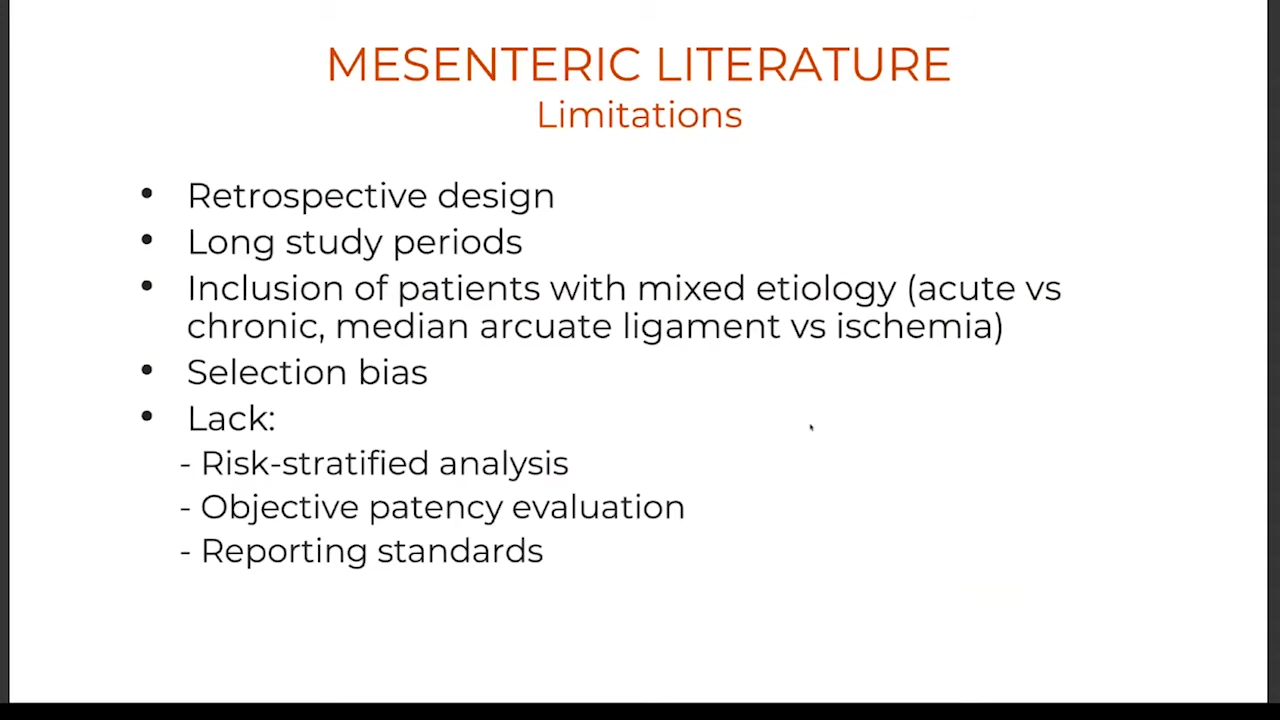 MESENTERIC LITERATURE
Limitations
• Retrospective design
• Long study periods
• Inclusion of patients with mixed etiology (acute vs
chronic, median arcuate ligament vs ischemia)
• Selection bias
• Lack:
- Risk-stratified analysis
- Objective patency evaluation
- Reporting standards